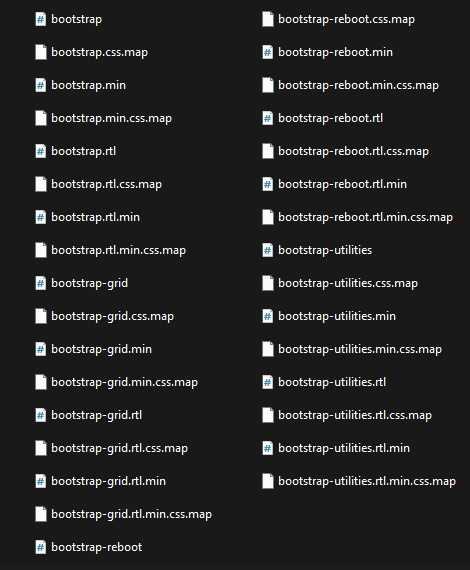 bootstrap
bootstrap.css.map
bootstrap.min
bootstrap.min.css.map
bootstrap.rtl
bootstrap.rtl.css.map
bootstrap.rtl.min
bootstrap.rtl.min.css.map
bootstrap-grid
bootstrap-grid.css.map
bootstrap-grid.min
bootstrap-grid.min.css.map
bootstrap-grid.rtl
bootstrap-grid.rtl.css.map
bootstrap-grid.rtl.min
bootstrap-grid.rtl.min.css.map
bootstrap-reboot
bootstrap-reboot.css.map
bootstrap-reboot.min
bootstrap-reboot.min.css.map
bootstrap-reboot.rtl
bootstrap-reboot.rtl.css.map
bootstrap-reboot.rtl.min
bootstrap-reboot.rtl.min.css.map
bootstrap-utilities
bootstrap-utilities.css.map
bootstrap-utilities.min
bootstrap-utilities.min.css.map
bootstrap-utilities.rtl
bootstrap-utilities.rtl.css.map
bootstrap-utilities.rtl.min
bootstrap-utilities.rtl.min.css.map